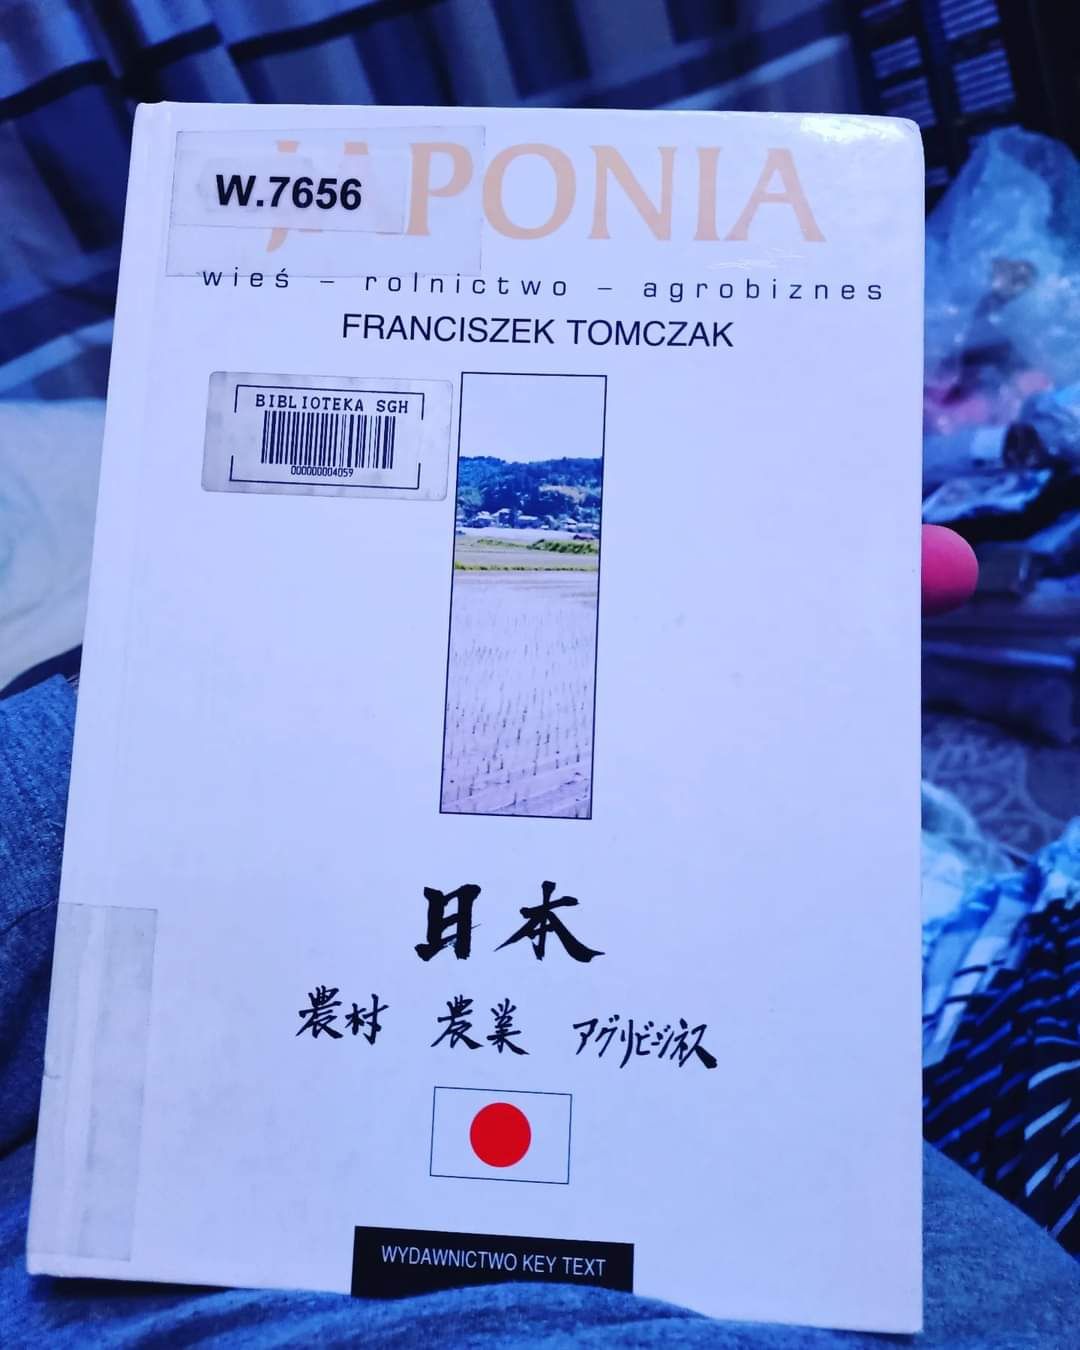 JAPONIA
W.7656
wieś – rolnictwo – agrobiznes
FRANCISZEK TOMCZAK
BIBLIOTEKA SGH
000000004059
日本
農村 農業 アグリビジネス
WYDAWNICTWO KEY TEXT